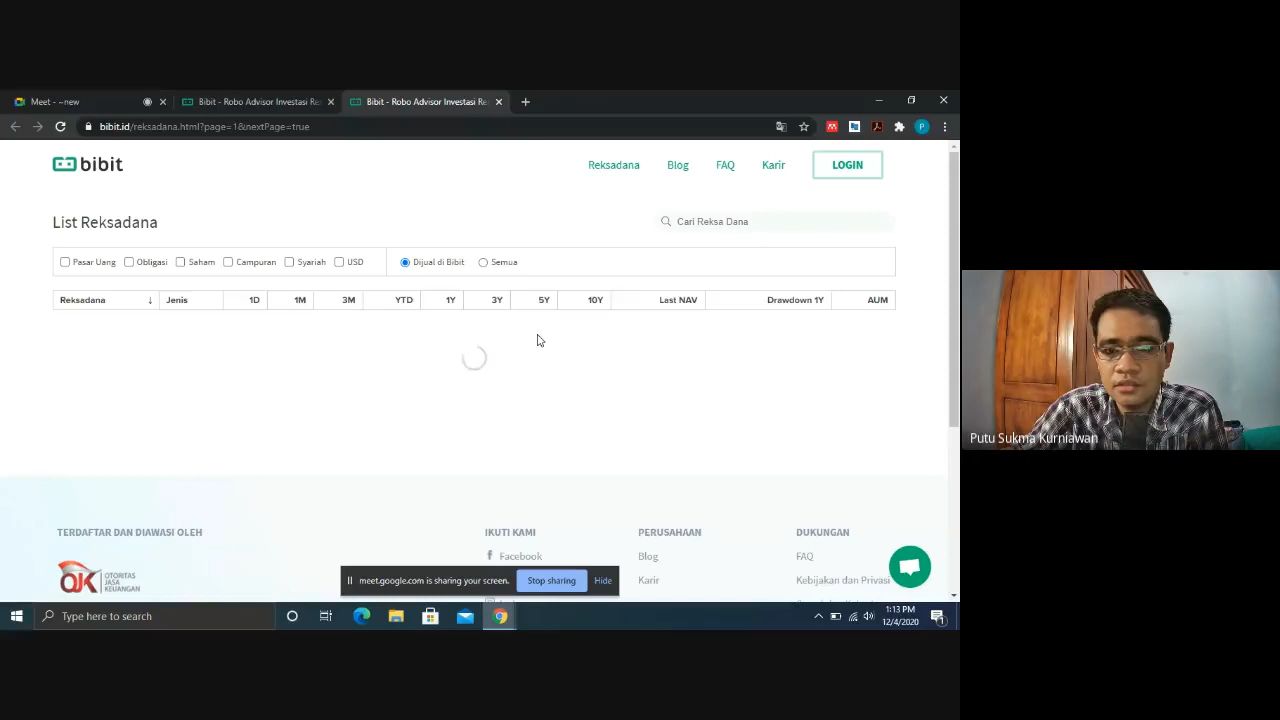 Meet - ~new
Bibit - Robo Advisor Investasi Re
Bibit - Robo Advisor Investasi Re
bibit.id/reksadana.html?page=1&nextPage=true
P
bibit
Reksadana Blog FAQ Karir LOGIN
List Reksadana
Cari Reksa Dana
Pasar Uang Obligasi Saham Campuran Syariah USD Dijual di Bibit Semua
Reksadana ↓ Jenis 1D 1M 3M YTD 1Y 3Y 5Y 10Y Last NAV Drawdown 1Y AUM
Putu Sukma Kurniawan
TERDAFTAR DAN DIAWASI OLEH IKUTI KAMI PERUSAHAAN DUKUNGAN
Facebook Blog FAQ
OJK OTORITAS JASA KEUANGAN
Karir Kebijakan dan Privasi
meet.google.com is sharing your screen. Stop sharing Hide
Type here to search
1:13 PM
12/4/2020
1